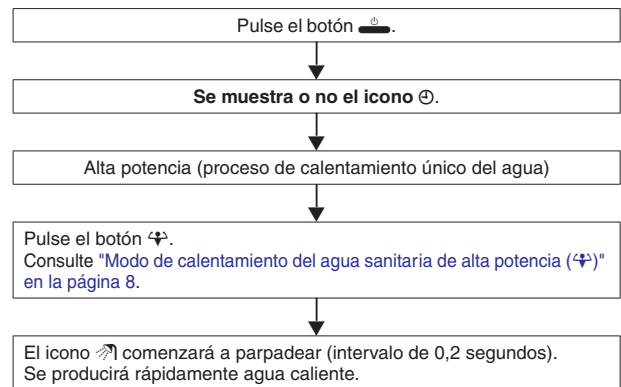 Pulse el botón .
Se muestra o no el icono .
Alta potencia (proceso de calentamiento único del agua)
Pulse el botón .
Consulte "Modo de calentamiento del agua sanitaria de alta potencia ()"
en la página 8.
El icono comenzará a parpadear (intervalo de 0,2 segundos).
Se producirá rápidamente agua caliente.